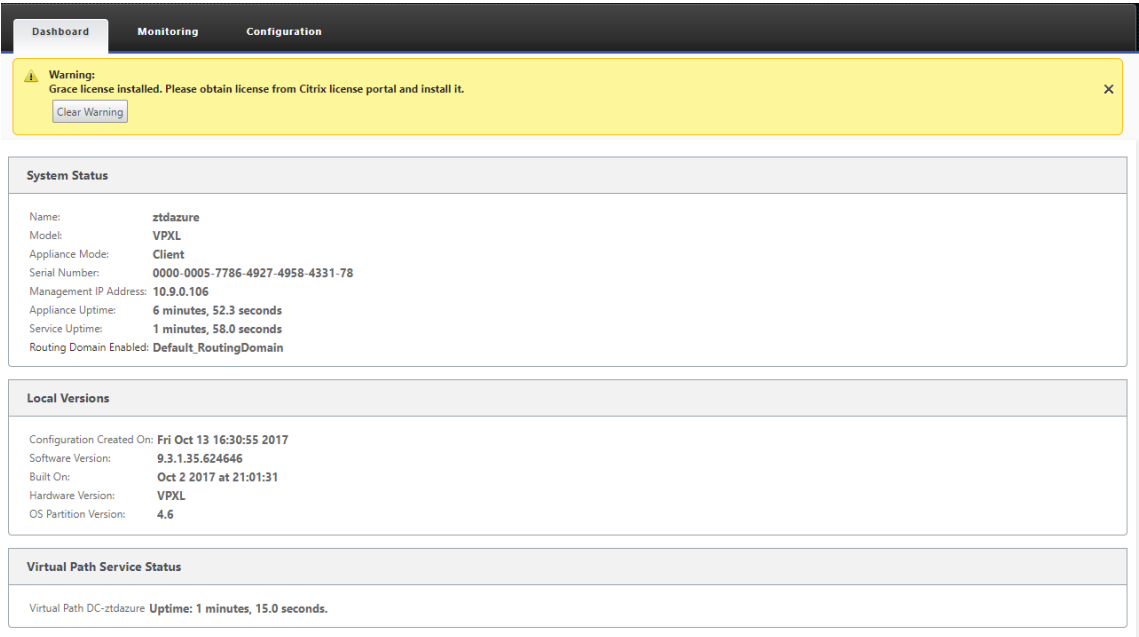 Dashboard Monitoring Configuration
Warning:
Grace license installed. Please obtain license from Citrix license portal and install it.
Clear Warning
System Status
Name: ztdazure
Model: VPXL
Appliance Mode: Client
Serial Number: 0000-0005-7786-4927-4958-4331-78
Management IP Address: 10.9.0.106
Appliance Uptime: 6 minutes, 52.3 seconds
Service Uptime: 1 minutes, 58.0 seconds
Routing Domain Enabled: Default_RoutingDomain
Local Versions
Configuration Created On: Fri Oct 13 16:30:55 2017
Software Version: 9.3.1.35.624646
Built On: Oct 2 2017 at 21:01:31
Hardware Version: VPXL
OS Partition Version: 4.6
Virtual Path Service Status
Virtual Path DC-ztdazure Uptime: 1 minutes, 15.0 seconds.